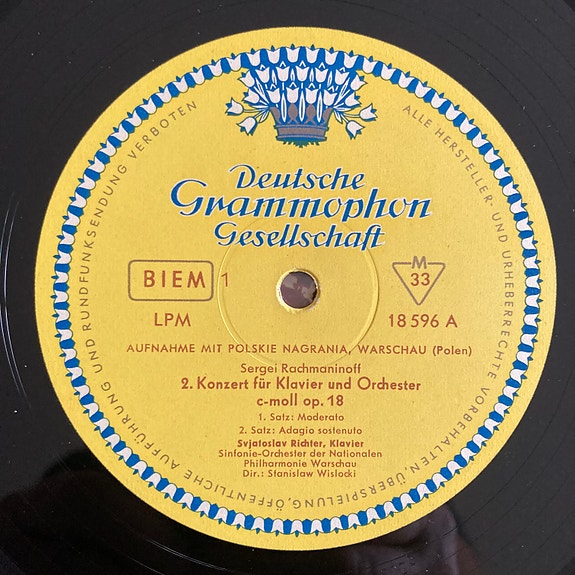 Deutsche
Grammophon
Gesellschaft
BIEM 1
M
33
LPM
18 596 A
AUFNAHME MIT POLSKIE NAGRANIA, WARSCHAU (Polen)
Sergei Rachmaninoff
2. Konzert für Klavier und Orchester
c-moll op. 18
1. Satz: Moderato
2. Satz: Adagio sostenuto
Svjatoslav Richter, Klavier
Sinfonie-Orchester der Nationalen
Philharmonie Warschau
Dir.: Stanislaw Wislocki
ALLE HERSTELLER- UND URHEBERRECHTE VORBEHALTEN, ÜBERSPIELUNG, ÖFFENTLICHE AUFFÜHRUNG UND RUNDFUNKSENDUNG VERBOTEN